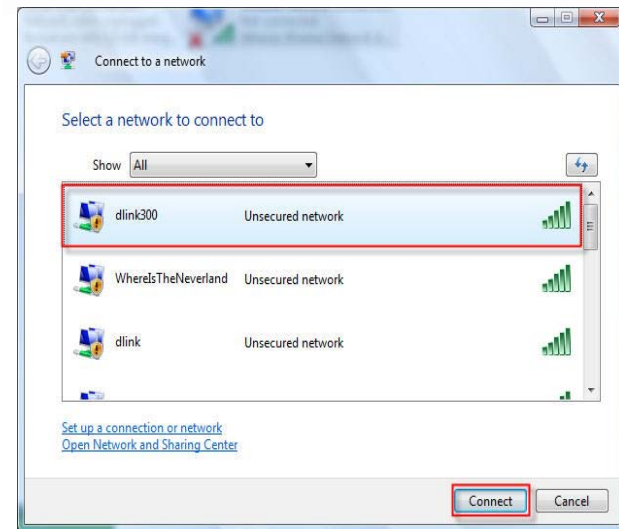 Connect to a network
Select a network to connect to
Show All
dlink300 Unsecured network
WhereIsTheNeverland Unsecured network
dlink Unsecured network
Set up a connection or network
Open Network and Sharing Center
Connect Cancel